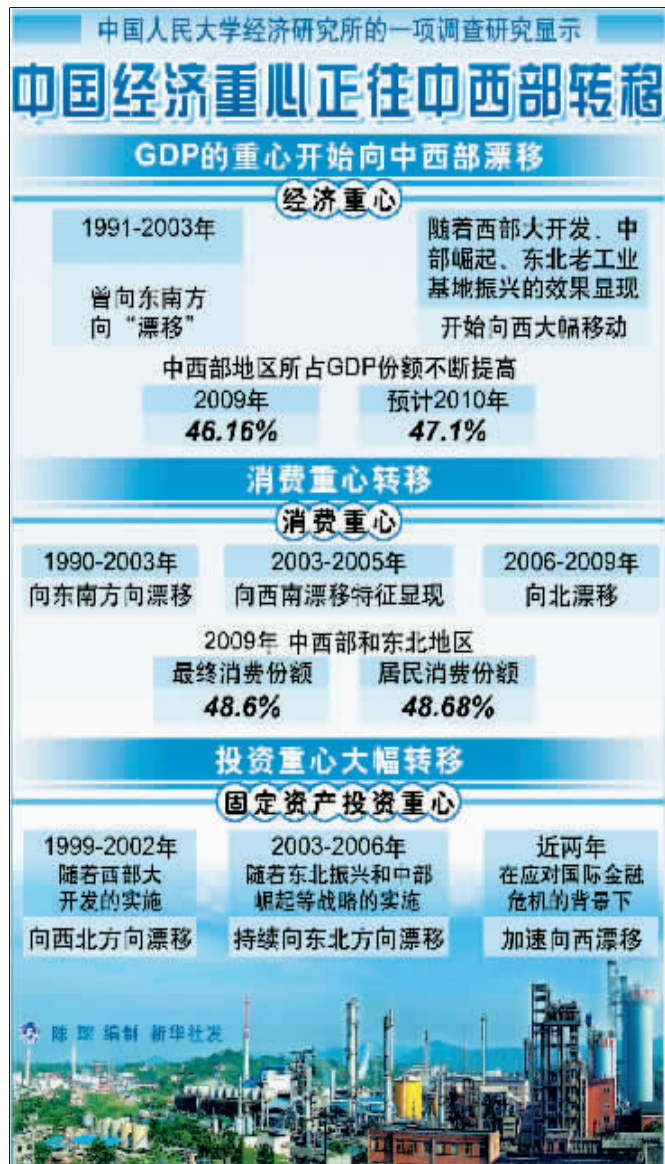 中国人民大学经济研究所的一项调查研究显示
中国经济重心正往中西部转移
GDP的重心开始向中西部漂移
经济重心
1991-2003年
曾向东南方
向“漂移”
随着西部大开发、中
部崛起、东北老工业
基地振兴的效果显现
开始向西大幅移动
中西部地区所占GDP份额不断提高
2009年
46.16%
预计2010年
47.1%
消费重心转移
消费重心
1990-2003年
向东南方向漂移
2003-2005年
向西南漂移特征显现
2006-2009年
向北漂移
2009年 中西部和东北地区
最终消费份额
48.6%
居民消费份额
48.68%
投资重心大幅转移
固定资产投资重心
1999-2002年
随着西部大
开发的实施
向西北方向漂移
2003-2006年
随着东北振兴和中部
崛起等战略的实施
持续向东北方向漂移
近两年
在应对国际金融
危机的背景下
加速向西漂移
陈 琛 编制 新华社发